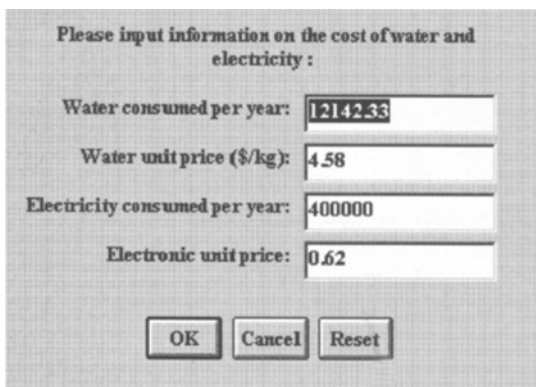 Please input information on the cost of water and
electricity :
Water consumed per year: 12142.33
Water unit price ($/kg): 4.58
Electricity consumed per year: 400000
Electronic unit price: 0.62
OK Cancel Reset